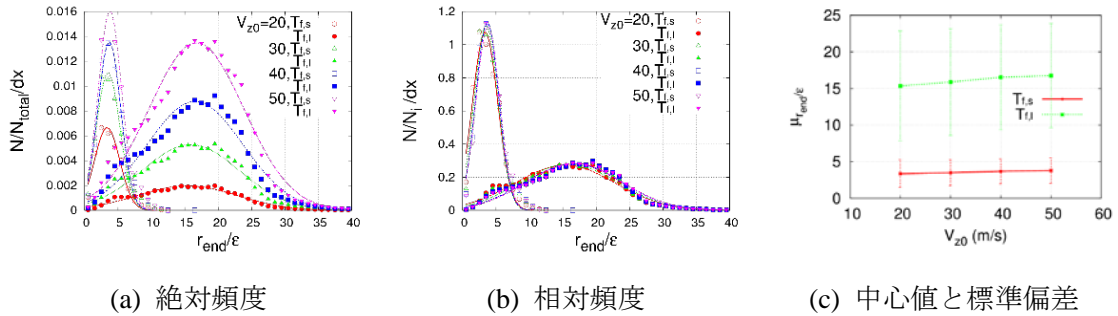 0.016
0.014
0.012
0.01
0.008
0.006
0.004
0.002
0
N/N_total/dx
0 5 10 15 20 25 30 35 40
r_end/ε
V_z0=20,T_f,s
T_f,l
30,T_f,s
T_f,l
40,T_f,s
T_f,l
50,T_f,s
T_f,l
(a) 絶対頻度
1.2
1.0
0.8
0.6
0.4
0.2
0
N/N_i/dx
0 5 10 15 20 25 30 35 40
r_end/ε
V_z0=20,T_f,s
T_f,l
30,T_f,s
T_f,l
40,T_f,s
T_f,l
50,T_f,s
T_f,l
(b) 相対頻度
25
20
15
10
5
0
μ_r_end/ε
10 20 30 40 50 60
V_z0 (m/s)
T_f,s
T_f,l
(c) 中心値と標準偏差